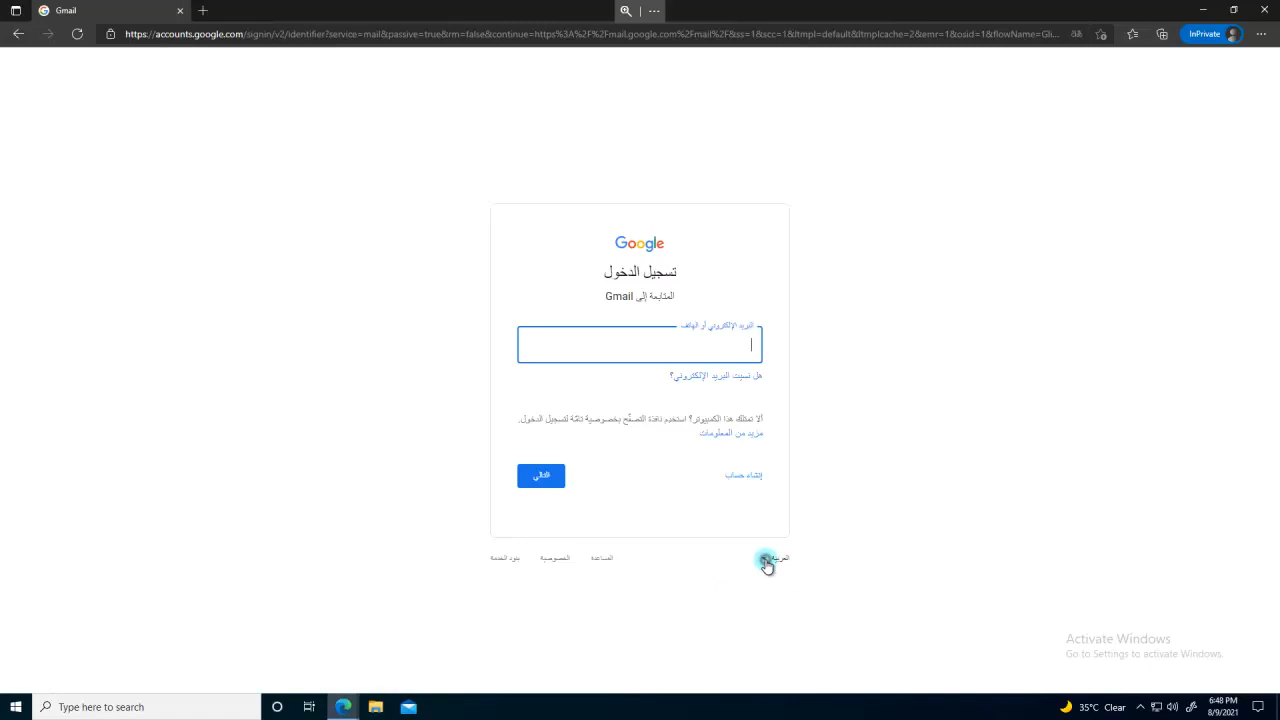 Gmail
https://accounts.google.com/signin/v2/identifier?service=mail&passive=true&rm=false&continue=https%3A%2F%2Fmail.google.com%2Fmail%2F&ss=1&scc=1&ltmpl=default&ltmplcache=2&emr=1&osid=1&flowName=Gli...
InPrivate
Google
تسجيل الدخول
المتابعة إلى Gmail
البريد الإلكتروني أو الهاتف
هل نسيت البريد الإلكتروني؟
ألا تمتلك هذا الكمبيوتر؟ استخدِم نافذة التصفّح بخصوصية تامّة لتسجيل الدخول.
مزيد من المعلومات
إنشاء حساب
التالي
العربية
المساعدة
الخصوصية
بنود الخدمة
Activate Windows
Go to Settings to activate Windows.
Type here to search
35°C Clear
6:48 PM
8/9/2021